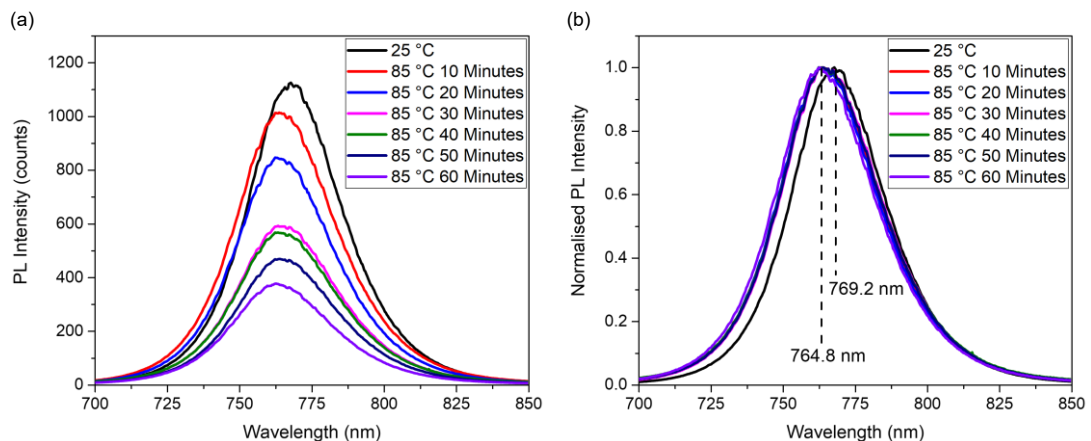 (a)
PL Intensity (counts)
1200
1000
800
600
400
200
0
25 °C
85 °C 10 Minutes
85 °C 20 Minutes
85 °C 30 Minutes
85 °C 40 Minutes
85 °C 50 Minutes
85 °C 60 Minutes
700 725 750 775 800 825 850
Wavelength (nm)
(b)
Normalised PL Intensity
1.0
0.8
0.6
0.4
0.2
0.0
25 °C
85 °C 10 Minutes
85 °C 20 Minutes
85 °C 30 Minutes
85 °C 40 Minutes
85 °C 50 Minutes
85 °C 60 Minutes
769.2 nm
764.8 nm
700 725 750 775 800 825 850
Wavelength (nm)